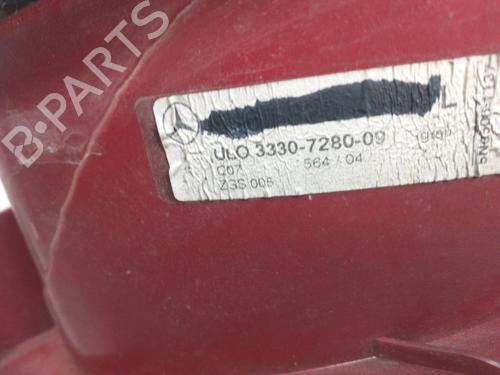 L
ULO 3330-7280-09
C07 564 / 04
Z3S 005
B-PARTS